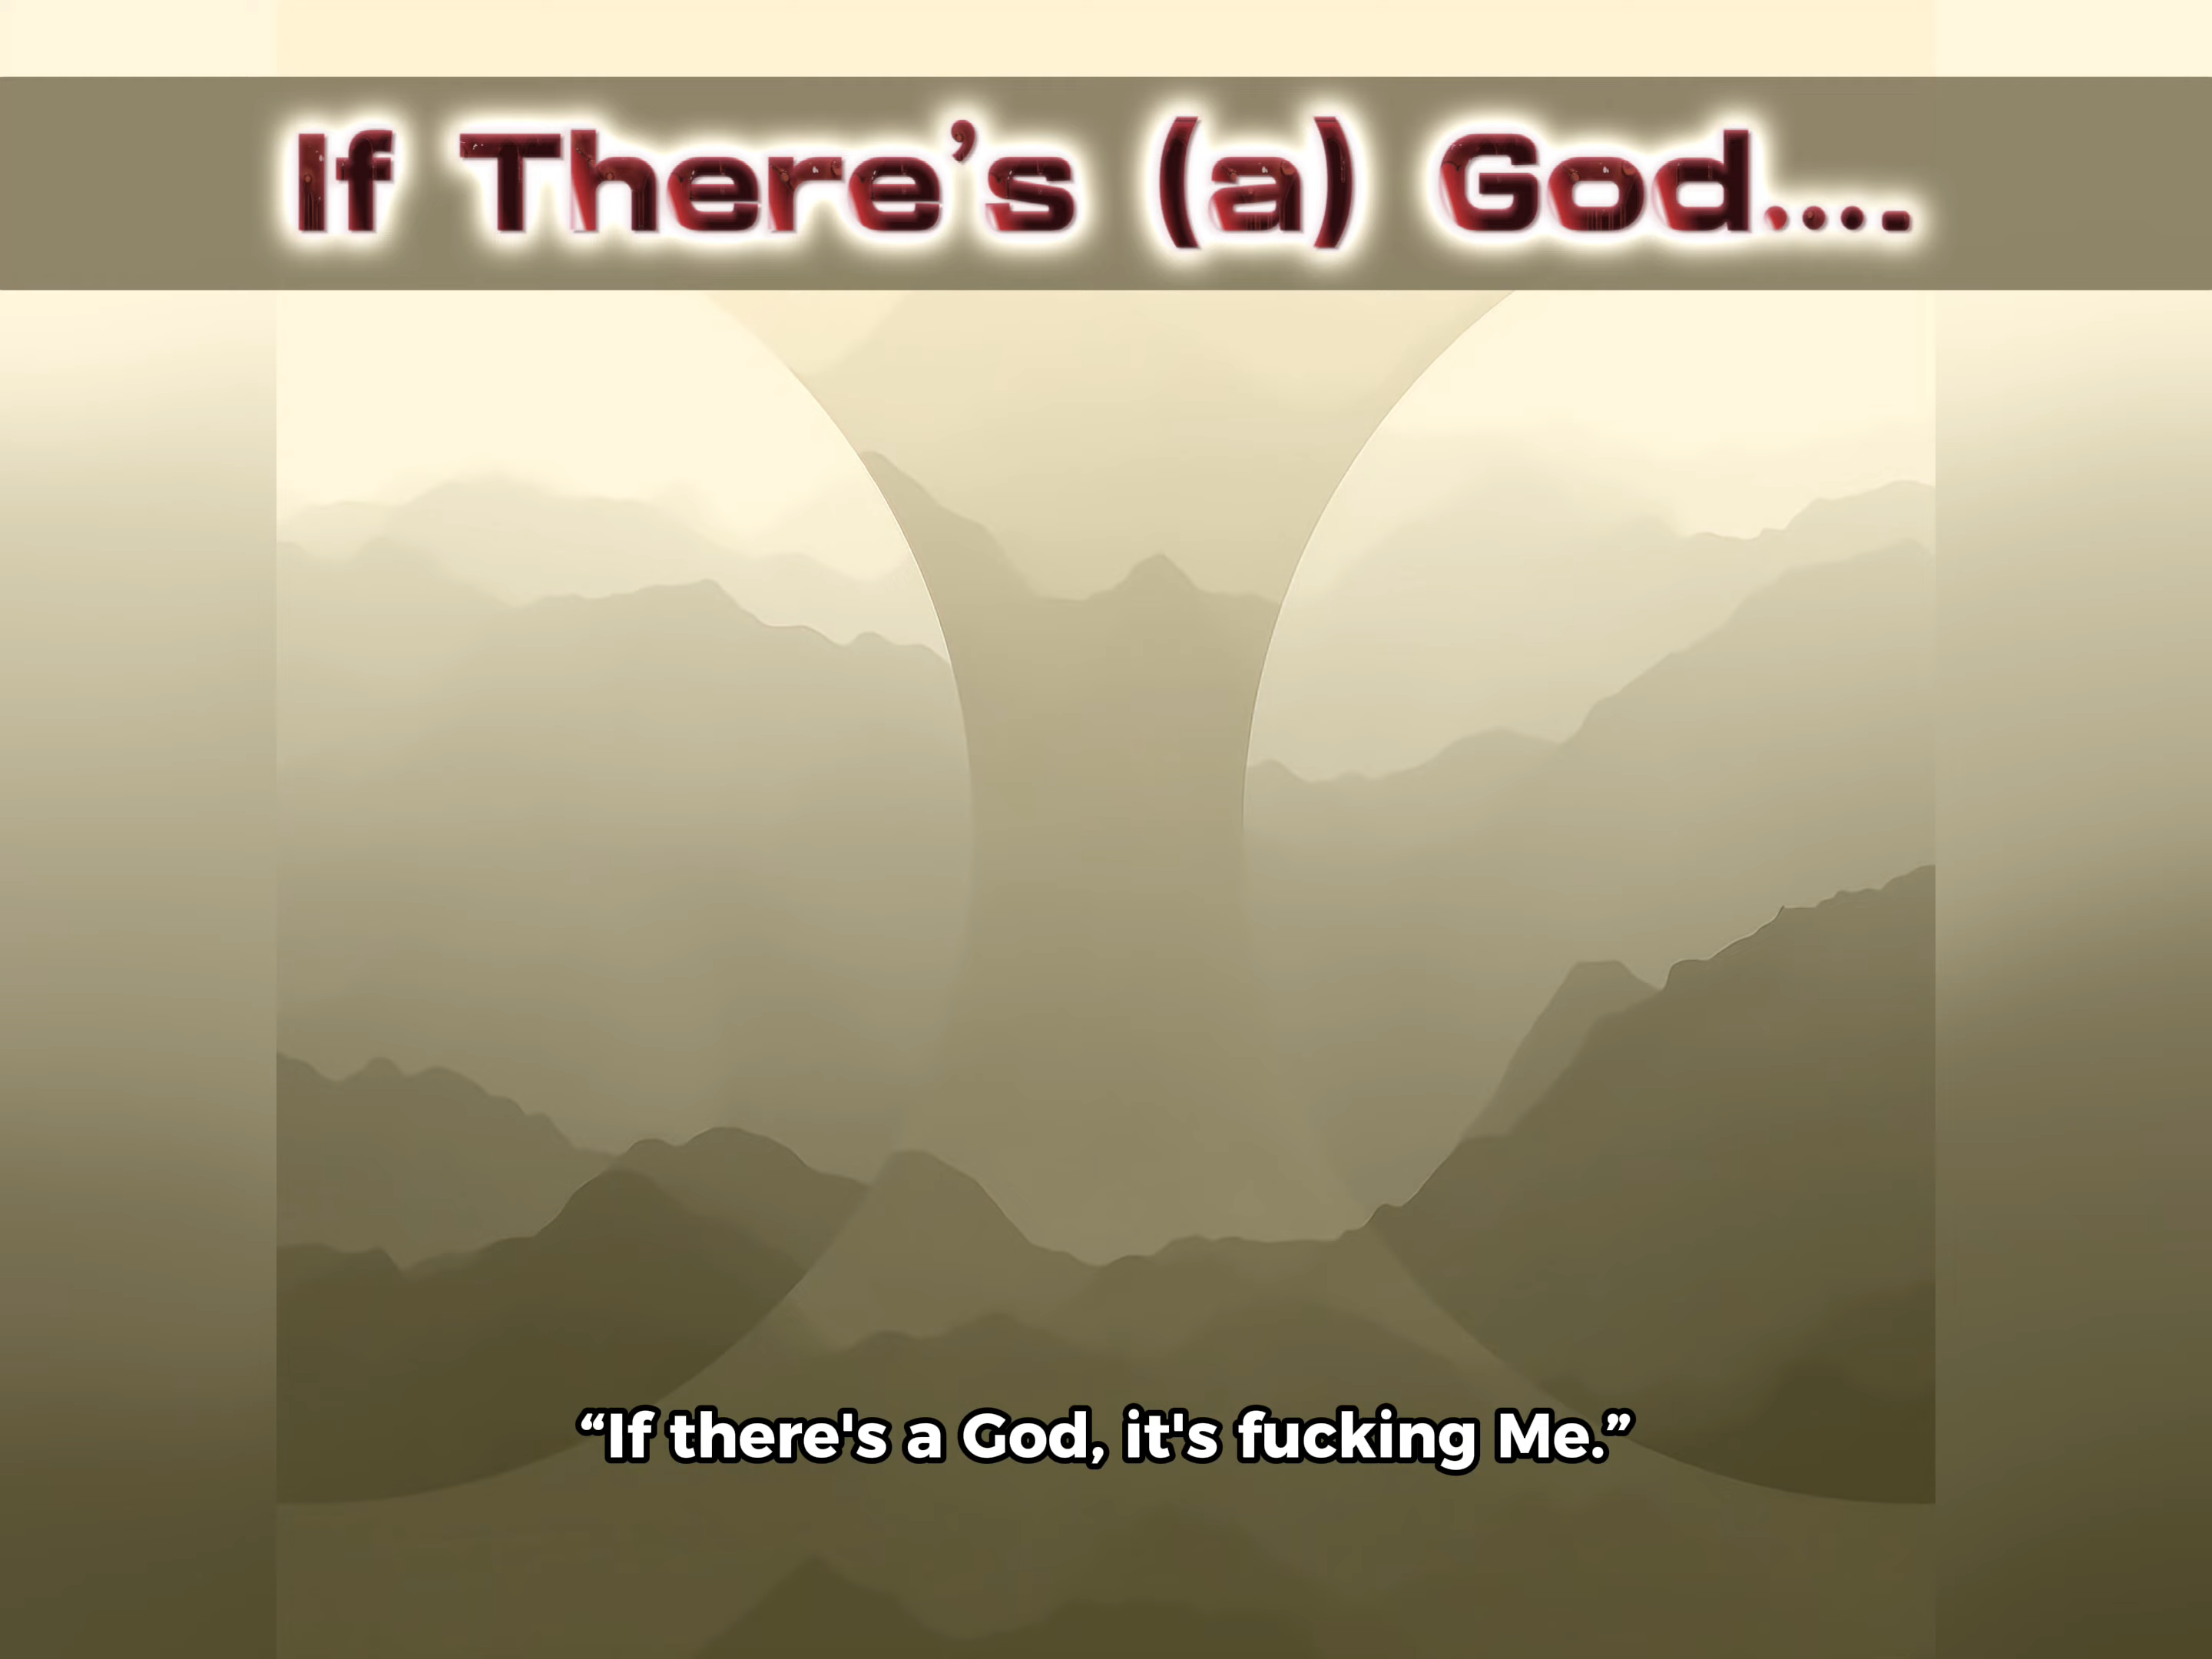 If There’s (a) God....
“If there's a God, it's fucking Me.”